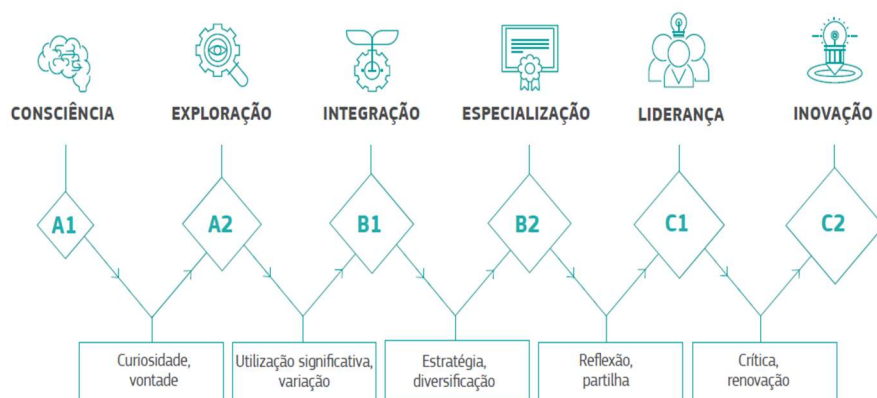 CONSCIÊNCIA
EXPLORAÇÃO
INTEGRAÇÃO
ESPECIALIZAÇÃO
LIDERANÇA
INOVAÇÃO
A1
A2
B1
B2
C1
C2
Curiosidade,
vontade
Utilização significativa,
variação
Estratégia,
diversificação
Reflexão,
partilha
Crítica,
renovação